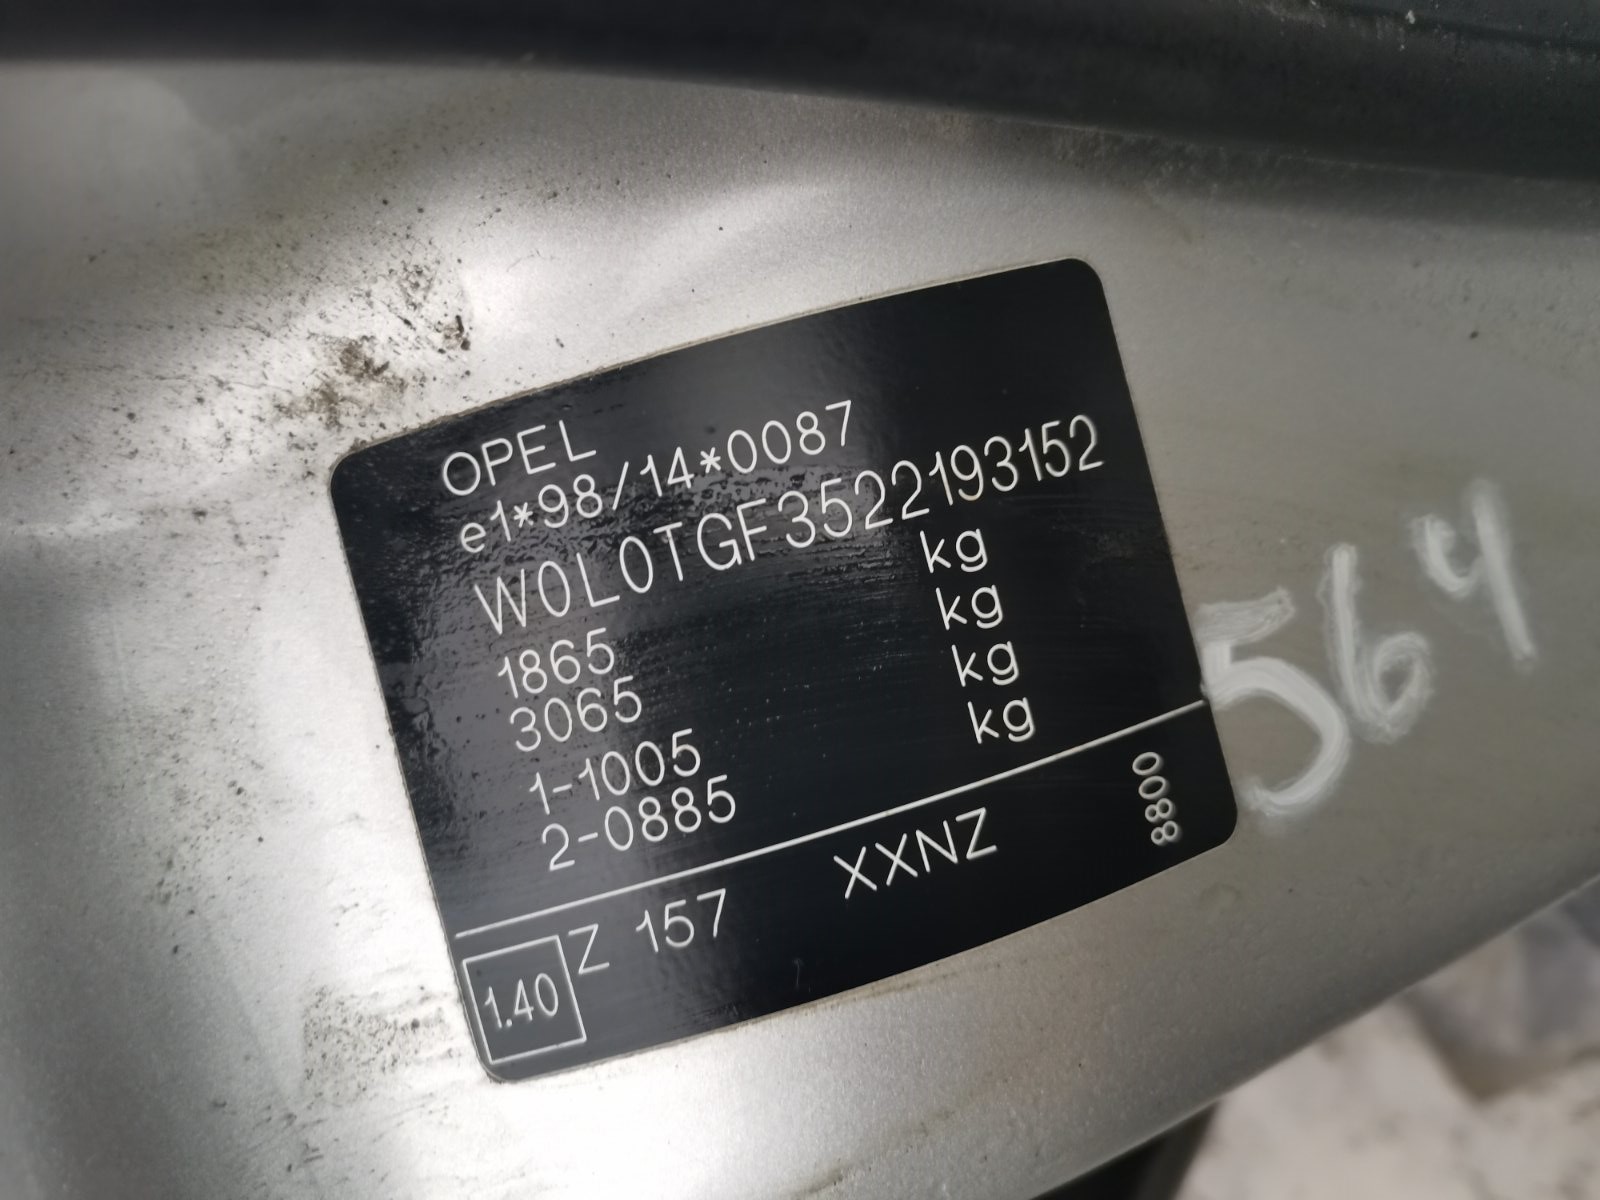 OPEL
e1*98/14*0087
W0L0TGF3522193152
1865 kg
3065 kg
1-1005 kg
2-0885 kg
1.40 Z 157 XXNZ 8800
564